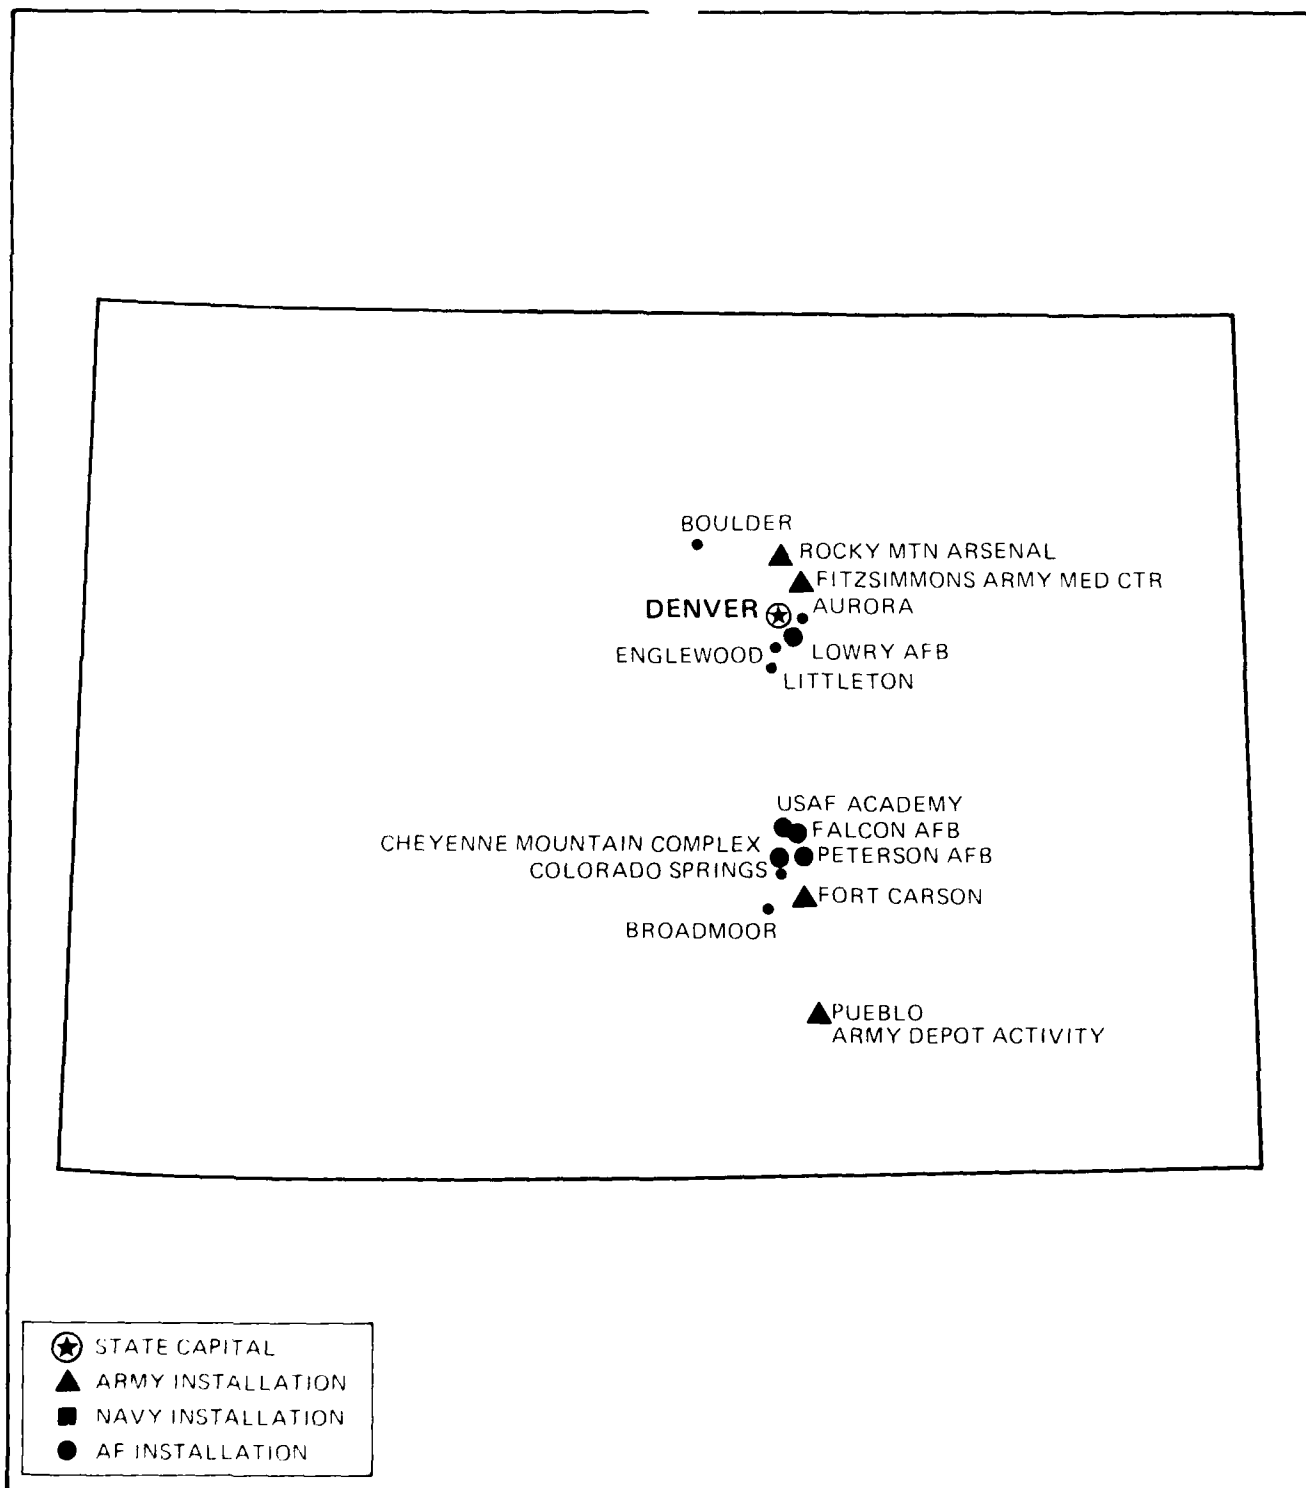 BOULDER
ROCKY MTN ARSENAL
FITZSIMMONS ARMY MED CTR
DENVER
AURORA
ENGLEWOOD
LOWRY AFB
LITTLETON
USAF ACADEMY
FALCON AFB
CHEYENNE MOUNTAIN COMPLEX
PETERSON AFB
COLORADO SPRINGS
FORT CARSON
BROADMOOR
PUEBLO
ARMY DEPOT ACTIVITY
STATE CAPITAL
ARMY INSTALLATION
NAVY INSTALLATION
AF INSTALLATION